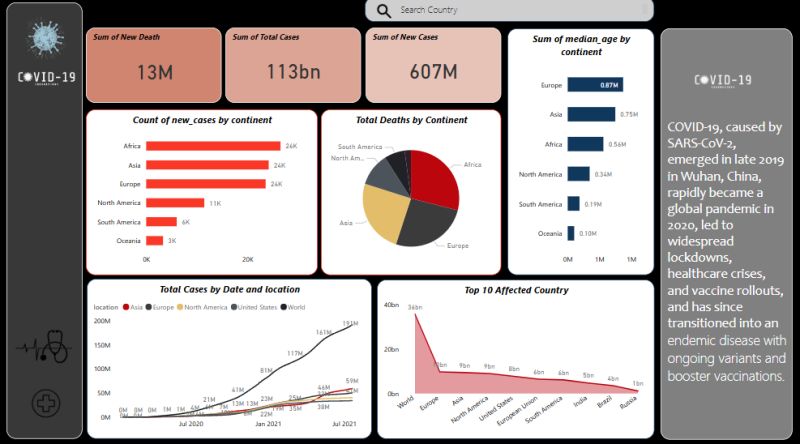 Search Country
COVID-19
Sum of New Death
13M
Sum of Total Cases
113bn
Sum of New Cases
607M
Sum of median_age by
continent
Europe
0.87M
Asia
0.75M
Africa
0.56M
North America
0.34M
South America
0.19M
Oceania
0.10M
0M
1M
1M
Count of new_cases by continent
Africa
26K
Asia
24K
Europe
24K
North America
11K
South America
6K
Oceania
3K
0K
10K
20K
Total Deaths by Continent
South America
North Am...
Africa
Asia
Europe
Total Cases by Date and location
location Asia Europe North America United States World
200M
150M
100M
50M
0M
0M 0M 0M
21M
41M
81M
117M
161M
191M
13M 13M
8M
23M
22M
25M
19M
35M
46M
38M
59M
Jul 2020
Jan 2021
Jul 2021
Top 10 Affected Country
40bn
20bn
0bn
36bn
9bn
9bn
8bn
6bn
6bn
5bn
4bn
1bn
World
Europe
Asia
North America
United States
European Union
South America
India
Brazil
Russia
COVID-19
COVID-19, caused by
SARS-CoV-2,
emerged in late 2019
in Wuhan, China,
rapidly became a
global pandemic in
2020, led to
widespread
lockdowns,
healthcare crises,
and vaccine rollouts,
and has since
transitioned into an
endemic disease with
ongoing variants and
booster vaccinations.